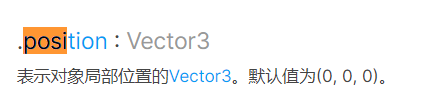 .position : Vector3
表示对象局部位置的Vector3。默认值为(0, 0, 0)。